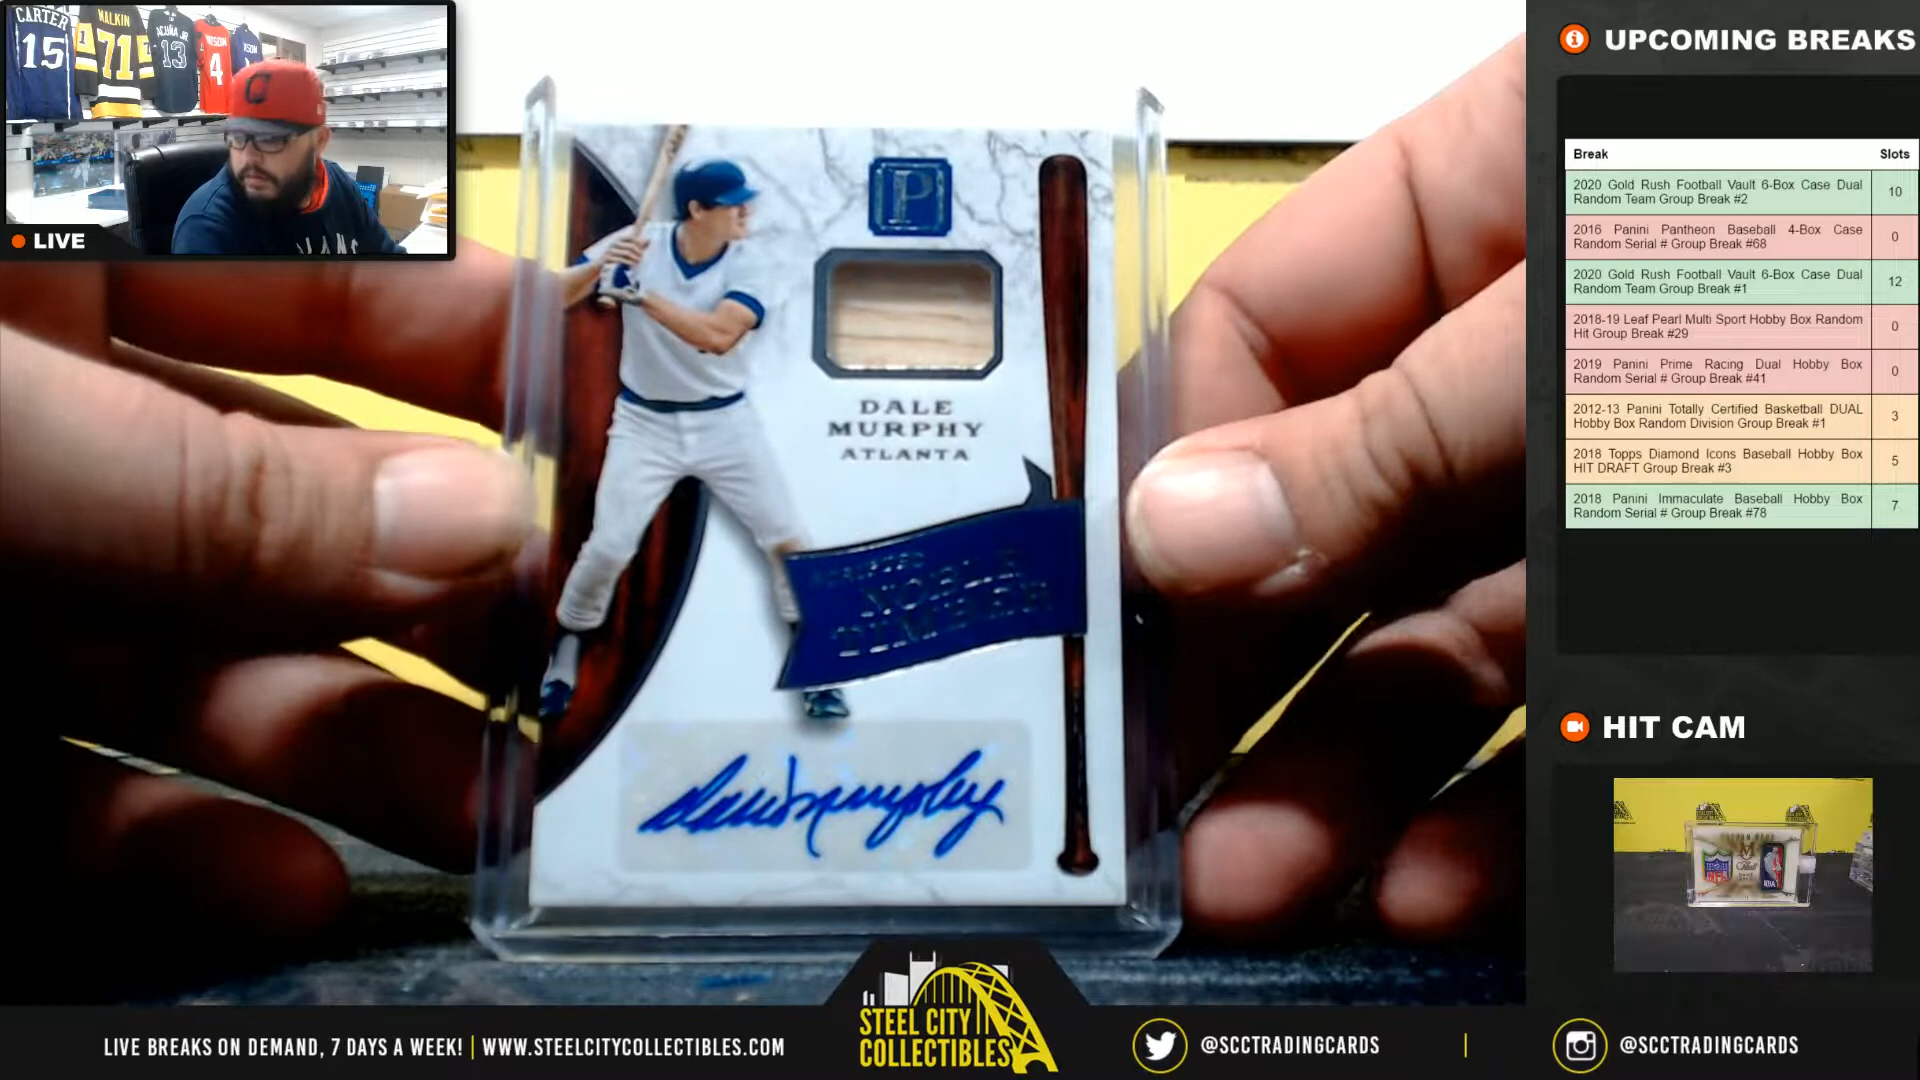 CARTER
15
MALKIN
71
ACUÑA JR
13
4
LIVE
P
DALE
MURPHY
ATLANTA
SCRIPTED
NOBLE
TIMBER
UPCOMING BREAKS
Break Slots
2020 Gold Rush Football Vault 6-Box Case Dual
Random Team Group Break #2 10
2016 Panini Pantheon Baseball 4-Box Case
Random Serial # Group Break #68 0
2020 Gold Rush Football Vault 6-Box Case Dual
Random Team Group Break #1 12
2018-19 Leaf Pearl Multi Sport Hobby Box Random
Hit Group Break #29 0
2019 Panini Prime Racing Dual Hobby Box
Random Serial # Group Break #41 0
2012-13 Panini Totally Certified Basketball DUAL
Hobby Box Random Division Group Break #1 3
2018 Topps Diamond Icons Baseball Hobby Box
HIT DRAFT Group Break #3 5
2018 Panini Immaculate Baseball Hobby Box
Random Serial # Group Break #78 7
HIT CAM
LIVE BREAKS ON DEMAND, 7 DAYS A WEEK! | WWW.STEELCITYCOLLECTIBLES.COM
STEEL CITY
COLLECTIBLES
@SCCTRADINGCARDS
@SCCTRADINGCARDS